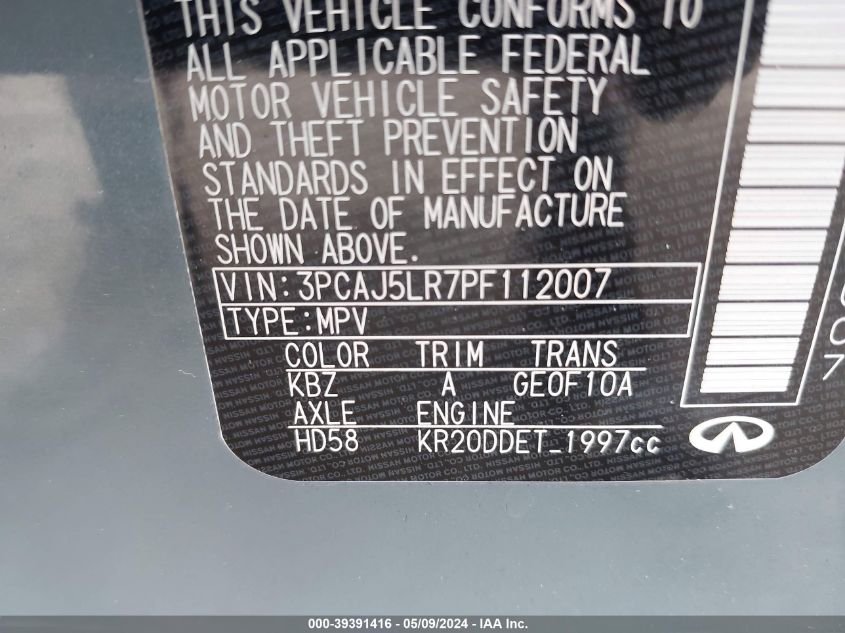 THIS VEHICLE CONFORMS TO
ALL APPLICABLE FEDERAL
MOTOR VEHICLE SAFETY
AND THEFT PREVENTION
STANDARDS IN EFFECT ON
THE DATE OF MANUFACTURE
SHOWN ABOVE.
VIN:3PCAJ5LR7PF112007
TYPE:MPV
COLOR TRIM TRANS
KBZ A GE0F10A
AXLE ENGINE
HD58 KR20DDET_1997cc
000-39391416 - 05/09/2024 - IAA Inc.